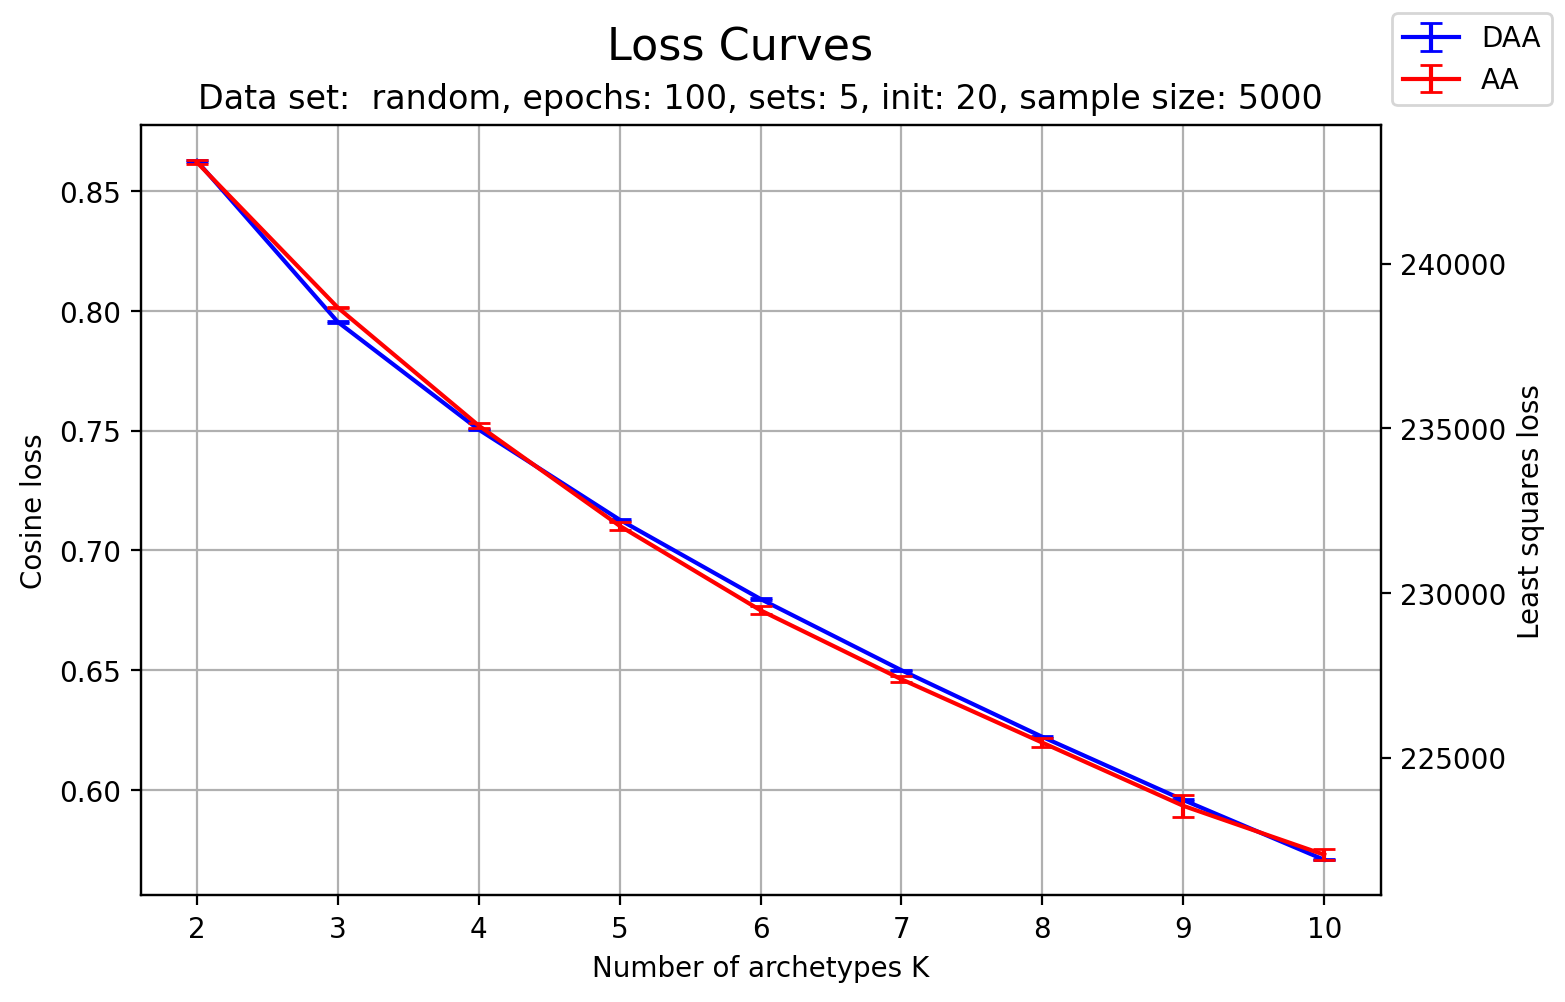 Loss Curves
DAA
AA
Data set:  random, epochs: 100, sets: 5, init: 20, sample size: 5000
0.85
0.80
0.75
0.70
0.65
0.60
Cosine loss
240000
235000
230000
225000
Least squares loss
2 3 4 5 6 7 8 9 10
Number of archetypes K